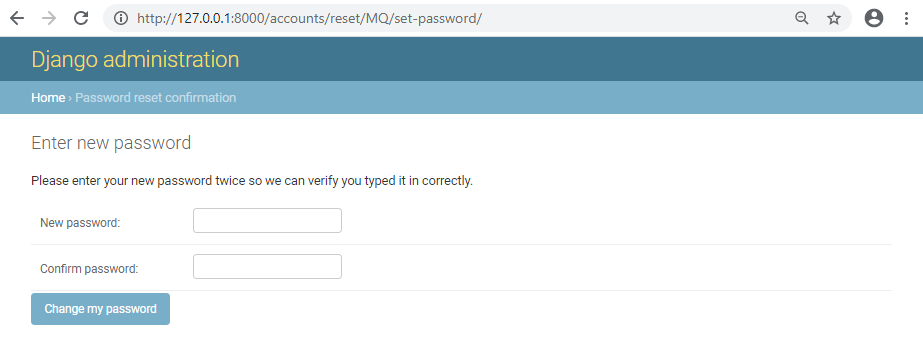 http://127.0.0.1:8000/accounts/reset/MQ/set-password/
Django administration
Home › Password reset confirmation
Enter new password
Please enter your new password twice so we can verify you typed it in correctly.
New password:
Confirm password:
Change my password